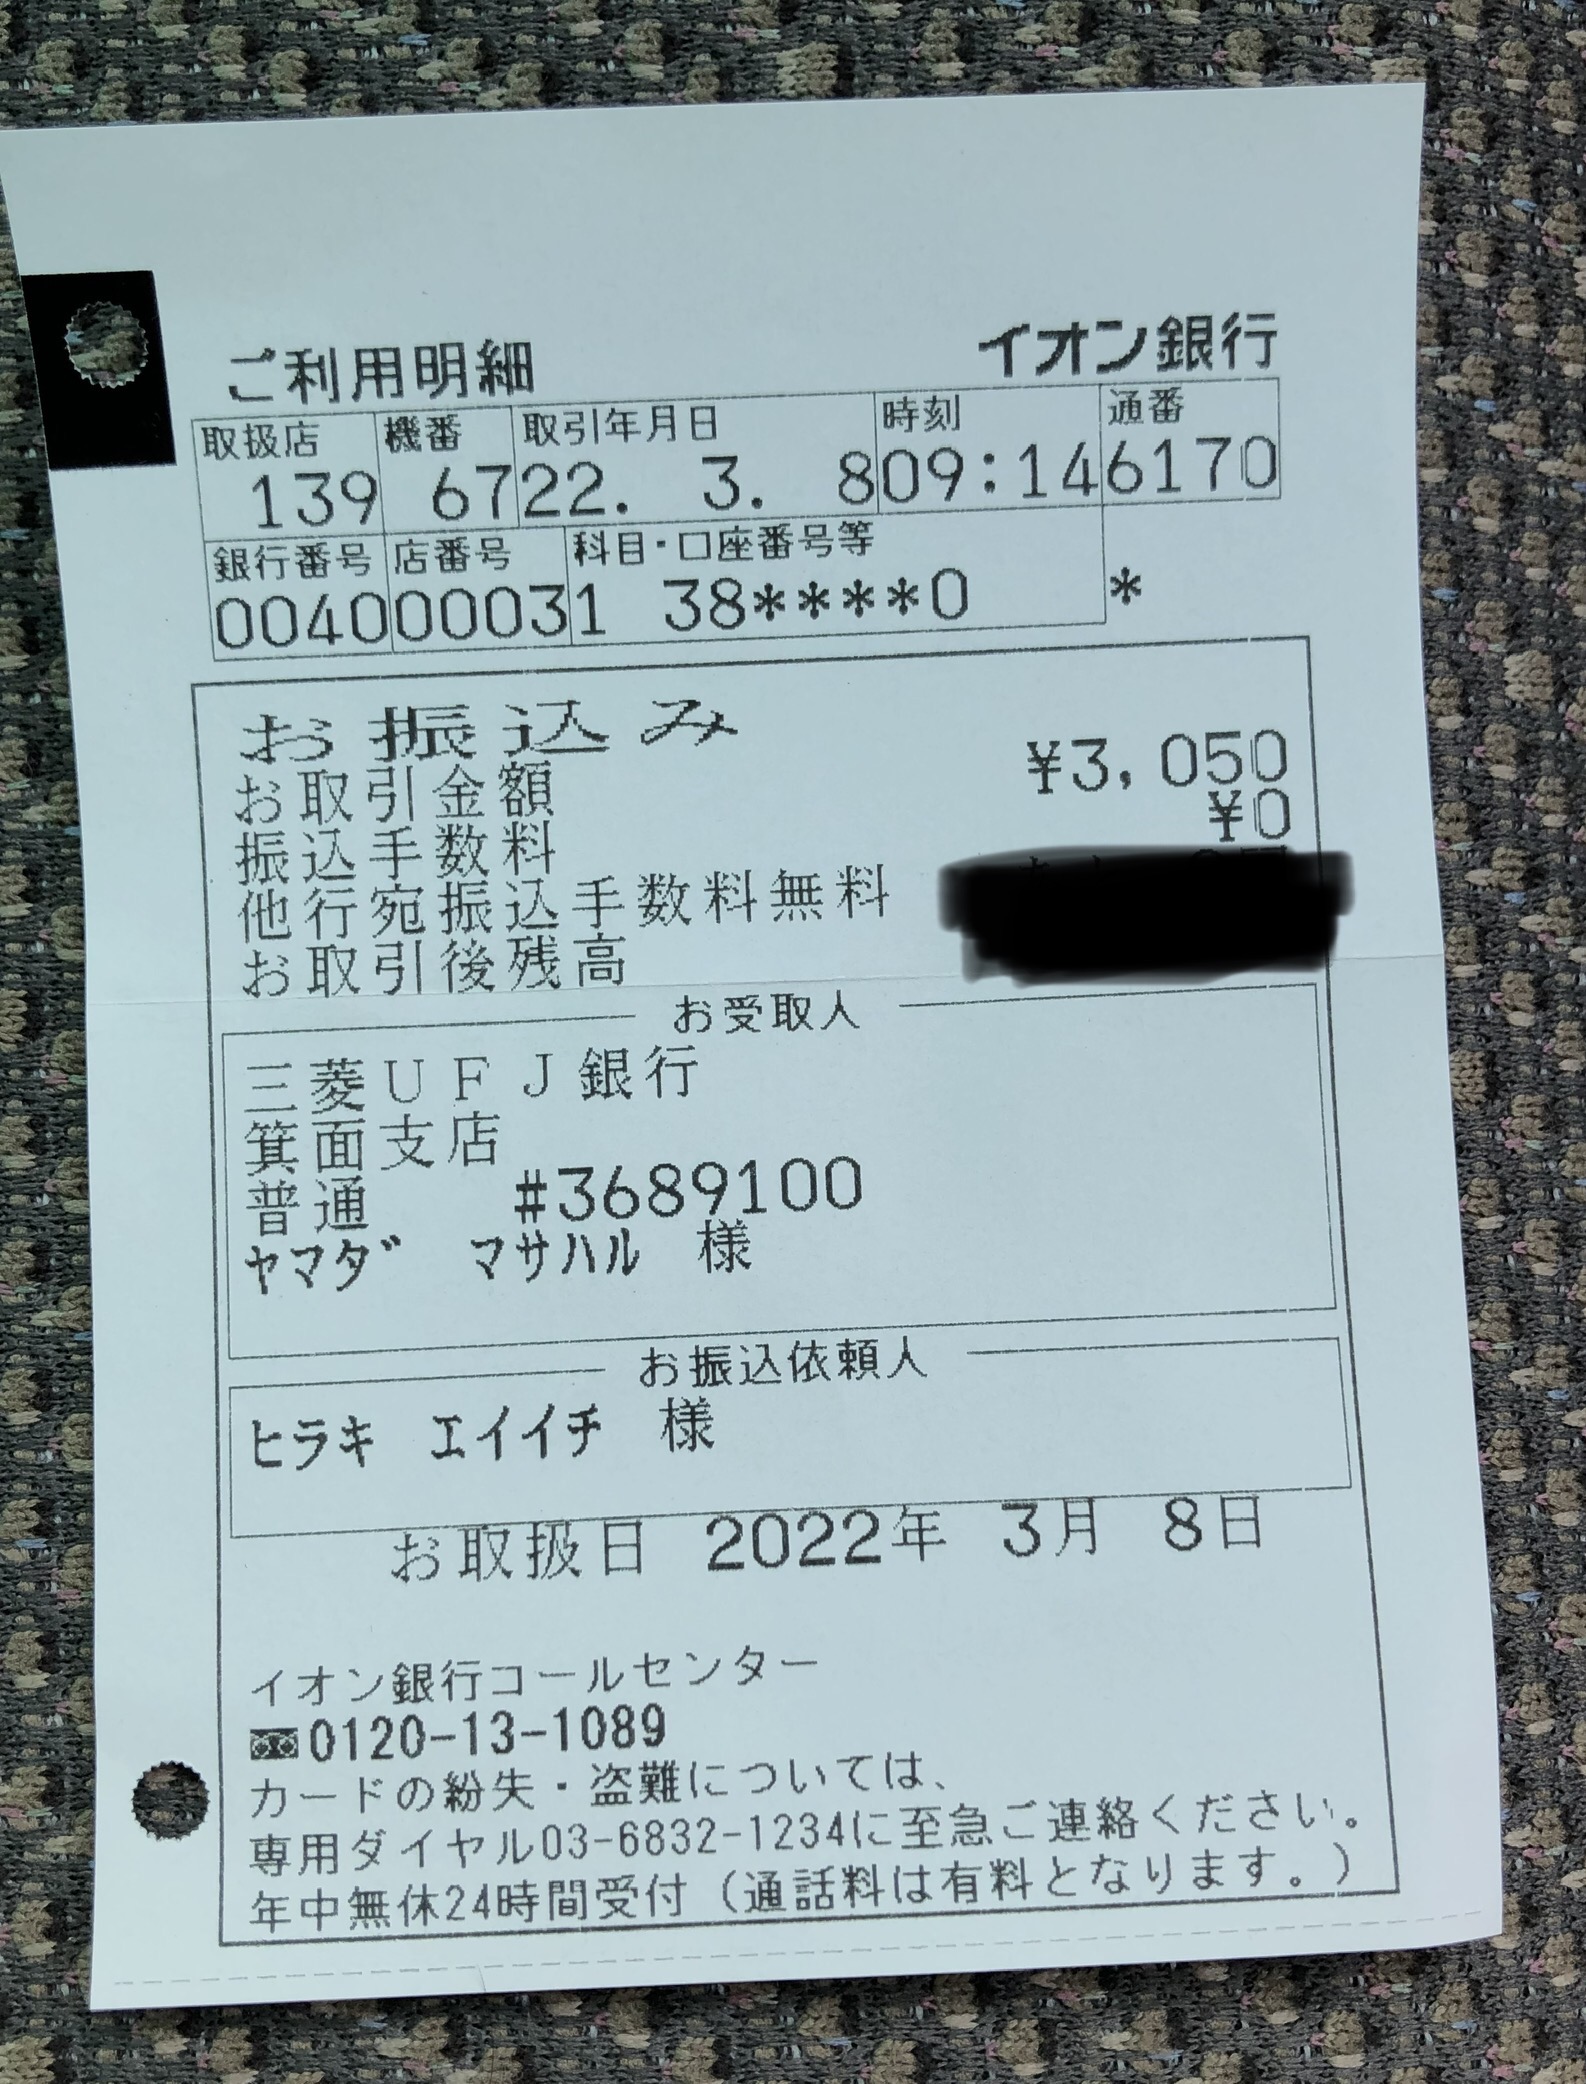 ご利用明細 イオン銀行
取扱店 機番 取引年月日 時刻 通番
139 67 22. 3. 8 09:14 6170
銀行番号 店番号 科目・口座番号等
0040 0003 1 38****0 *
お振込み
お取引金額 ¥3,050
振込手数料 ¥0
他行宛振込手数料無料
お取引後残高
お受取人
三菱UFJ銀行
箕面支店
普通 #3689100
ヤマダ マサハル 様
お振込依頼人
ヒラキ エイイチ 様
お取扱日 2022年 3月 8日
イオン銀行コールセンター
0120-13-1089
カードの紛失・盗難については、
専用ダイヤル03-6832-1234に至急ご連絡ください。
年中無休24時間受付(通話料は有料となります。)